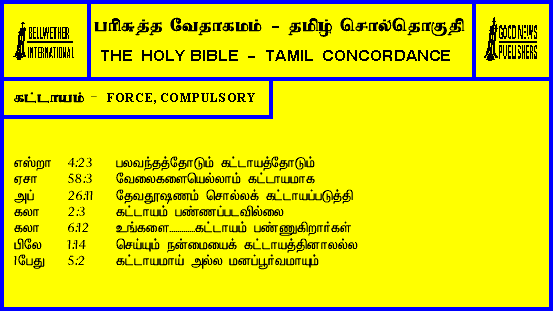 BELLWETHER
INTERNATIONAL
பரிசுத்த வேதாகமம் - தமிழ் சொல்தொகுதி
THE HOLY BIBLE - TAMIL CONCORDANCE
GOOD NEWS
PUBLISHERS
கட்டாயம் - FORCE, COMPULSORY
எஸ்றா 4:23 பலவந்தத்தோடும் கட்டாயத்தோடும்
ஏசா 58:3 வேலைகளையெல்லாம் கட்டாயமாக
அப் 26:11 தேவதூஷணம் சொல்லக் கட்டாயப்படுத்தி
கலா 2:3 கட்டாயம் பண்ணப்படவில்லை
கலா 6:12 உங்களை............கட்டாயம் பண்ணுகிறார்கள்
பிலே 1:14 செய்யும் நன்மையைக் கட்டாயத்தினாலல்ல
1பேது 5:2 கட்டாயமாய் அல்ல மனப்பூர்வமாயும்